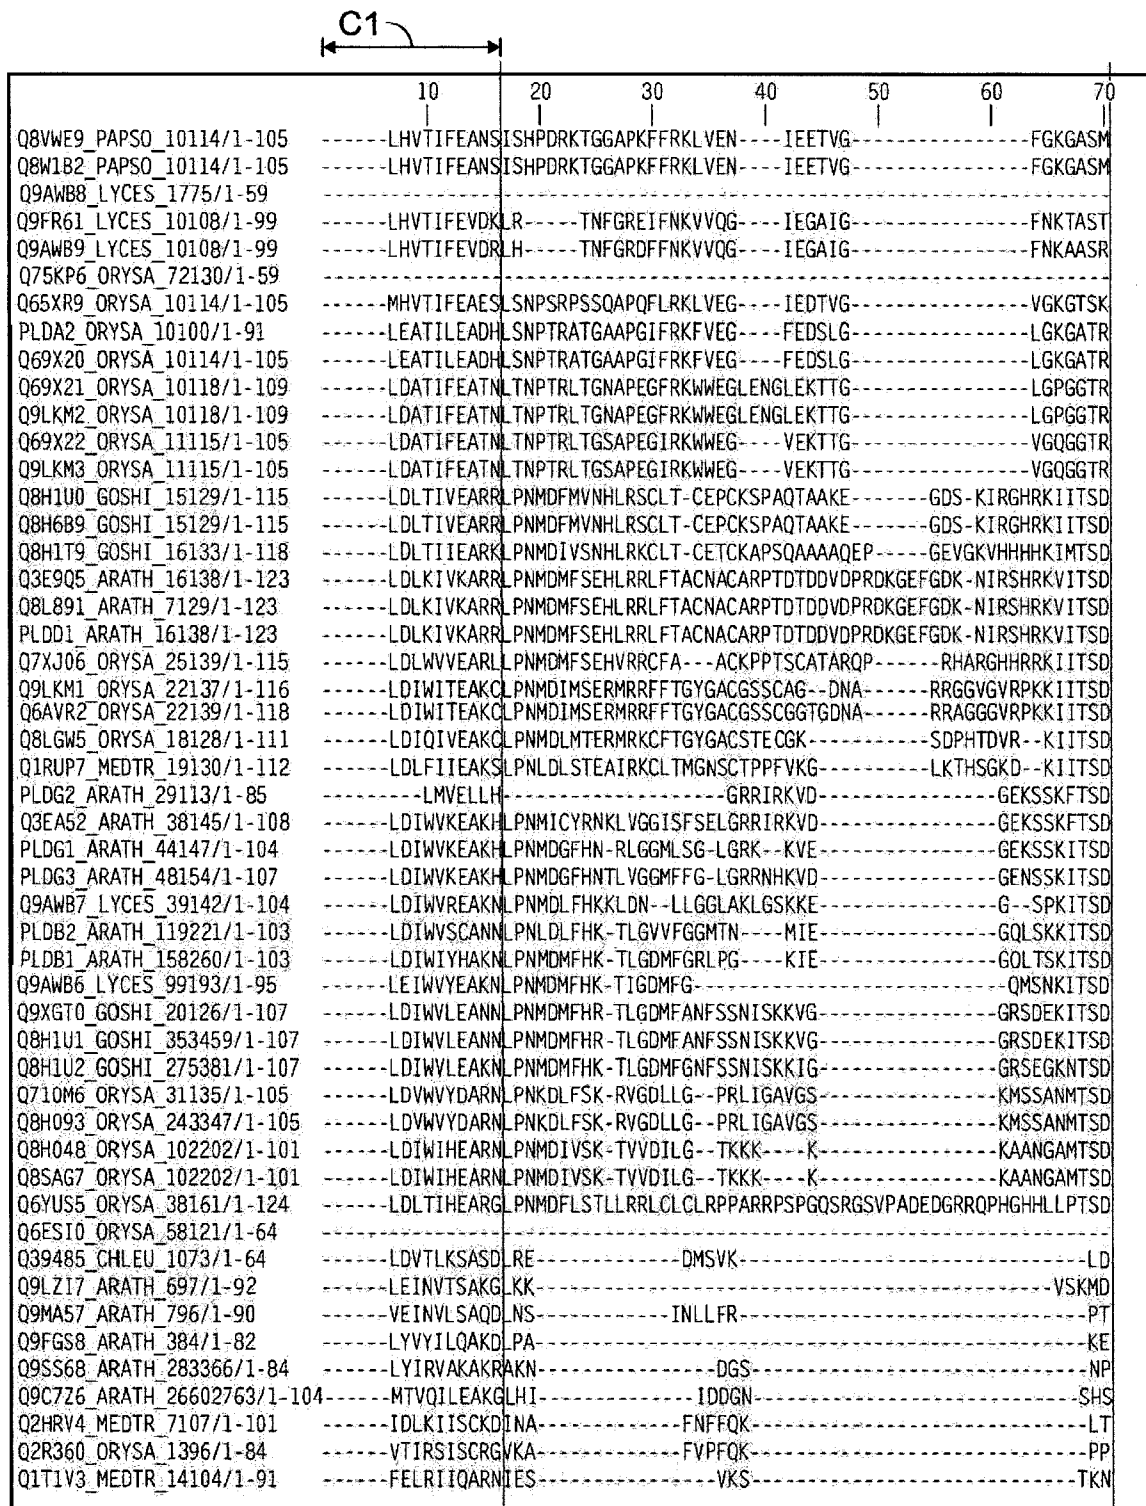 C1
10 20 30 40 50 60 70
Q8VWE9_PAPSO_10114/1-105 ------LHVTIFEANSISHPDRKTGGAPKFFRKLVEN----IEETVG----------------FGKGASM
Q8W1B2_PAPSO_10114/1-105 ------LHVTIFEANSISHPDRKTGGAPKFFRKLVEN----IEETVG----------------FGKGASM
Q9AWB8_LYCES_1775/1-59 ----------------------------------------------------------------------
Q9FR61_LYCES_10108/1-99 ------LHVTIFEVDKLR-----TNFGREIFNKVVQG----IEGAIG----------------FNKTAST
Q9AWB9_LYCES_10108/1-99 ------LHVTIFEVDRLH-----TNFGRDFFNKVVQG----IEGAIG----------------FNKAASR
Q75KP6_ORYSA_72130/1-59 ----------------------------------------------------------------------
Q65XR9_ORYSA_10114/1-105 ------MHVTIFEAESLSNPSRPSSQAPQFLRKLVEG----IEDTVG----------------VGKGTSK
PLDA2_ORYSA_10100/1-91 ------LEATILEADHLSNPTRATGAAPGIFRKFVEG----FEDSLG----------------LGKGATR
Q69X20_ORYSA_10114/1-105 ------LEATILEADHLSNPTRATGAAPGIFRKFVEG----FEDSLG----------------LGKGATR
Q69X21_ORYSA_10118/1-109 ------LDATIFEATNLTNPTRLTGNAPEGFRKWWEGLENGLEKTTG----------------LGPGGTR
Q9LKM2_ORYSA_10118/1-109 ------LDATIFEATNLTNPTRLTGNAPEGFRKWWEGLENGLEKTTG----------------LGPGGTR
Q69X22_ORYSA_11115/1-105 ------LDATIFEATNLTNPTRLTGSAPEGIRKWWEG----VEKTTG----------------VGQGGTR
Q9LKM3_ORYSA_11115/1-105 ------LDATIFEATNLTNPTRLTGSAPEGIRKWWEG----VEKTTG----------------VGQGGTR
Q8H1U0_GOSHI_15129/1-115 ------LDLTIVEARRLPNMDFMVNHLRSCLT-CEPCKSPAQTAAKE-------GDS-KIRGHRKIITSD
Q8H6B9_GOSHI_15129/1-115 ------LDLTIVEARRLPNMDFMVNHLRSCLT-CEPCKSPAQTAAKE-------GDS-KIRGHRKIITSD
Q8H1T9_GOSHI_16133/1-118 ------LDLTIIEARKLPNMDIVSNHLRKCLT-CETCKAPSQAAAAQEP-----GEVGKVHHHHKIMTSD
Q3E9Q5_ARATH_16138/1-123 ------LDLKIVKARRLPNMDMFSEHLRRLFTACNACARPTDTDDVDPRDKGEFGDK-NIRSHRKVITSD
Q8L891_ARATH_7129/1-123 ------LDLKIVKARRLPNMDMFSEHLRRLFTACNACARPTDTDDVDPRDKGEFGDK-NIRSHRKVITSD
PLDD1_ARATH_16138/1-123 ------LDLKIVKARRLPNMDMFSEHLRRLFTACNACARPTDTDDVDPRDKGEFGDK-NIRSHRKVITSD
Q7XJ06_ORYSA_25139/1-115 ------LDLWVVEARLLPNMDMFSEHVRRCFA---ACKPPTSCATARQP------RHARGHHRRKIITSD
Q9LKM1_ORYSA_22137/1-116 ------LDIWITEAKCLPNMDIMSERMRRFFTGYGACGSSCAG--DNA------RRGGVGVRPKKIITSD
Q6AVR2_ORYSA_22139/1-118 ------LDIWITEAKCLPNMDIMSERMRRFFTGYGACGSSCGGTGDNA------RRAGGGVRPKKIITSD
Q8LGW5_ORYSA_18128/1-111 ------LDIQIVEAKCLPNMDLMTERMRKCFTGYGACSTECGK-----------SDPHTDVR--KIITSD
Q1RUP7_MEDTR_19130/1-112 ------LDLFIIEAKSLPNLDLSTEAIRKCLTMGNSCTPPFVKG----------LKTHSGKD--KIITSD
PLDG2_ARATH_29113/1-85 ---------LMVELLH--------------------GRRIRKVD----------------GEKSSKFTSD
Q3EA52_ARATH_38145/1-108 ------LDIWVKEAKHLPNMICYRNKLVGGISFSELGRRIRKVD----------------GEKSSKFTSD
PLDG1_ARATH_44147/1-104 ------LDIWVKEAKHLPNMDGFHN-RLGGMLSG-LGRK--KVE----------------GEKSSKITSD
PLDG3_ARATH_48154/1-107 ------LDIWVKEAKHLPNMDGFHNTLVGGMFFG-LGRRNHKVD----------------GENSSKITSD
Q9AWB7_LYCES_39142/1-104 ------LDIWVREAKNLPNMDLFHKKLDN--LLGGLAKLGSKKE----------------G--SPKITSD
PLDB2_ARATH_119221/1-103 ------LDIWVSCANNLPNLDLFHK-TLGVVFGGMTN----MIE----------------GQLSKKITSD
PLDB1_ARATH_158260/1-103 ------LDIWIYHAKNLPNMDMFHK-TLGDMFGRLPG----KIE----------------GQLTSKITSD
Q9AWB6_LYCES_99193/1-95 ------LEIWVYEAKNLPNMDMFHK-TIGDMFG----------------------------QMSNKITSD
Q9XGT0_GOSHI_20126/1-107 ------LDIWVLEANNLPNMDMFHR-TLGDMFANFSSNISKKVG----------------GRSDEKITSD
Q8H1U1_GOSHI_353459/1-107 ------LDIWVLEANNLPNMDMFHR-TLGDMFANFSSNISKKVG----------------GRSDEKITSD
Q8H1U2_GOSHI_275381/1-107 ------LDIWVLEAKNLPNMDMFHK-TLGDMFGNFSSNISKKIG----------------GRSEGKNTSD
Q710M6_ORYSA_31135/1-105 ------LDVWVYDARNLPNKDLFSK-RVGDLLG--PRLIGAVGS----------------KMSSANMTSD
Q8H093_ORYSA_243347/1-105 ------LDVWVYDARNLPNKDLFSK-RVGDLLG--PRLIGAVGS----------------KMSSANMTSD
Q8H048_ORYSA_102202/1-101 ------LDIWIHEARNLPNMDIVSK-TVVDILG--TKKK----K----------------KAANGAMTSD
Q8SAG7_ORYSA_102202/1-101 ------LDIWIHEARNLPNMDIVSK-TVVDILG--TKKK----K----------------KAANGAMTSD
Q6YUS5_ORYSA_38161/1-124 ------LDLTIHEARGLPNMDFLSTLLRRLCLCLRPPARRPSPGQSRGSVPADEDGRRQPHGHHLLPTSD
Q6ESI0_ORYSA_58121/1-64 ----------------------------------------------------------------------
Q39485_CHLEU_1073/1-64 ------LDVTLKSASDLRE-------------DMSVK-------------------------------LD
Q9LZ17_ARATH_697/1-92 ------LEINVTSAKGLKK----------------------------------------------VSKMD
Q9MA57_ARATH_796/1-90 ------VEINVLSAQDLNS------------INLLFR-------------------------------PT
Q9FGS8_ARATH_384/1-82 ------LYVYILQAKDLPA-------------------------------------------------KE
Q9SS68_ARATH_283366/1-84 ------LYIRVAKAKRAKN----------------DGS------------------------------NP
Q9C7Z6_ARATH_26602763/1-104------MTVQILEAKGLHI--------------IDDGN-----------------------------SHS
Q2HRV4_MEDTR_7107/1-101 ------IDLKIISCKDINA-------------FNFFQK------------------------------LT
Q2R360_ORYSA_1396/1-84 ------VTIRSISCRGVKA-------------FVPFQK------------------------------PP
Q1T1V3_MEDTR_14104/1-91 ------FELRIIQARNIES----------------VKS-----------------------------TKN